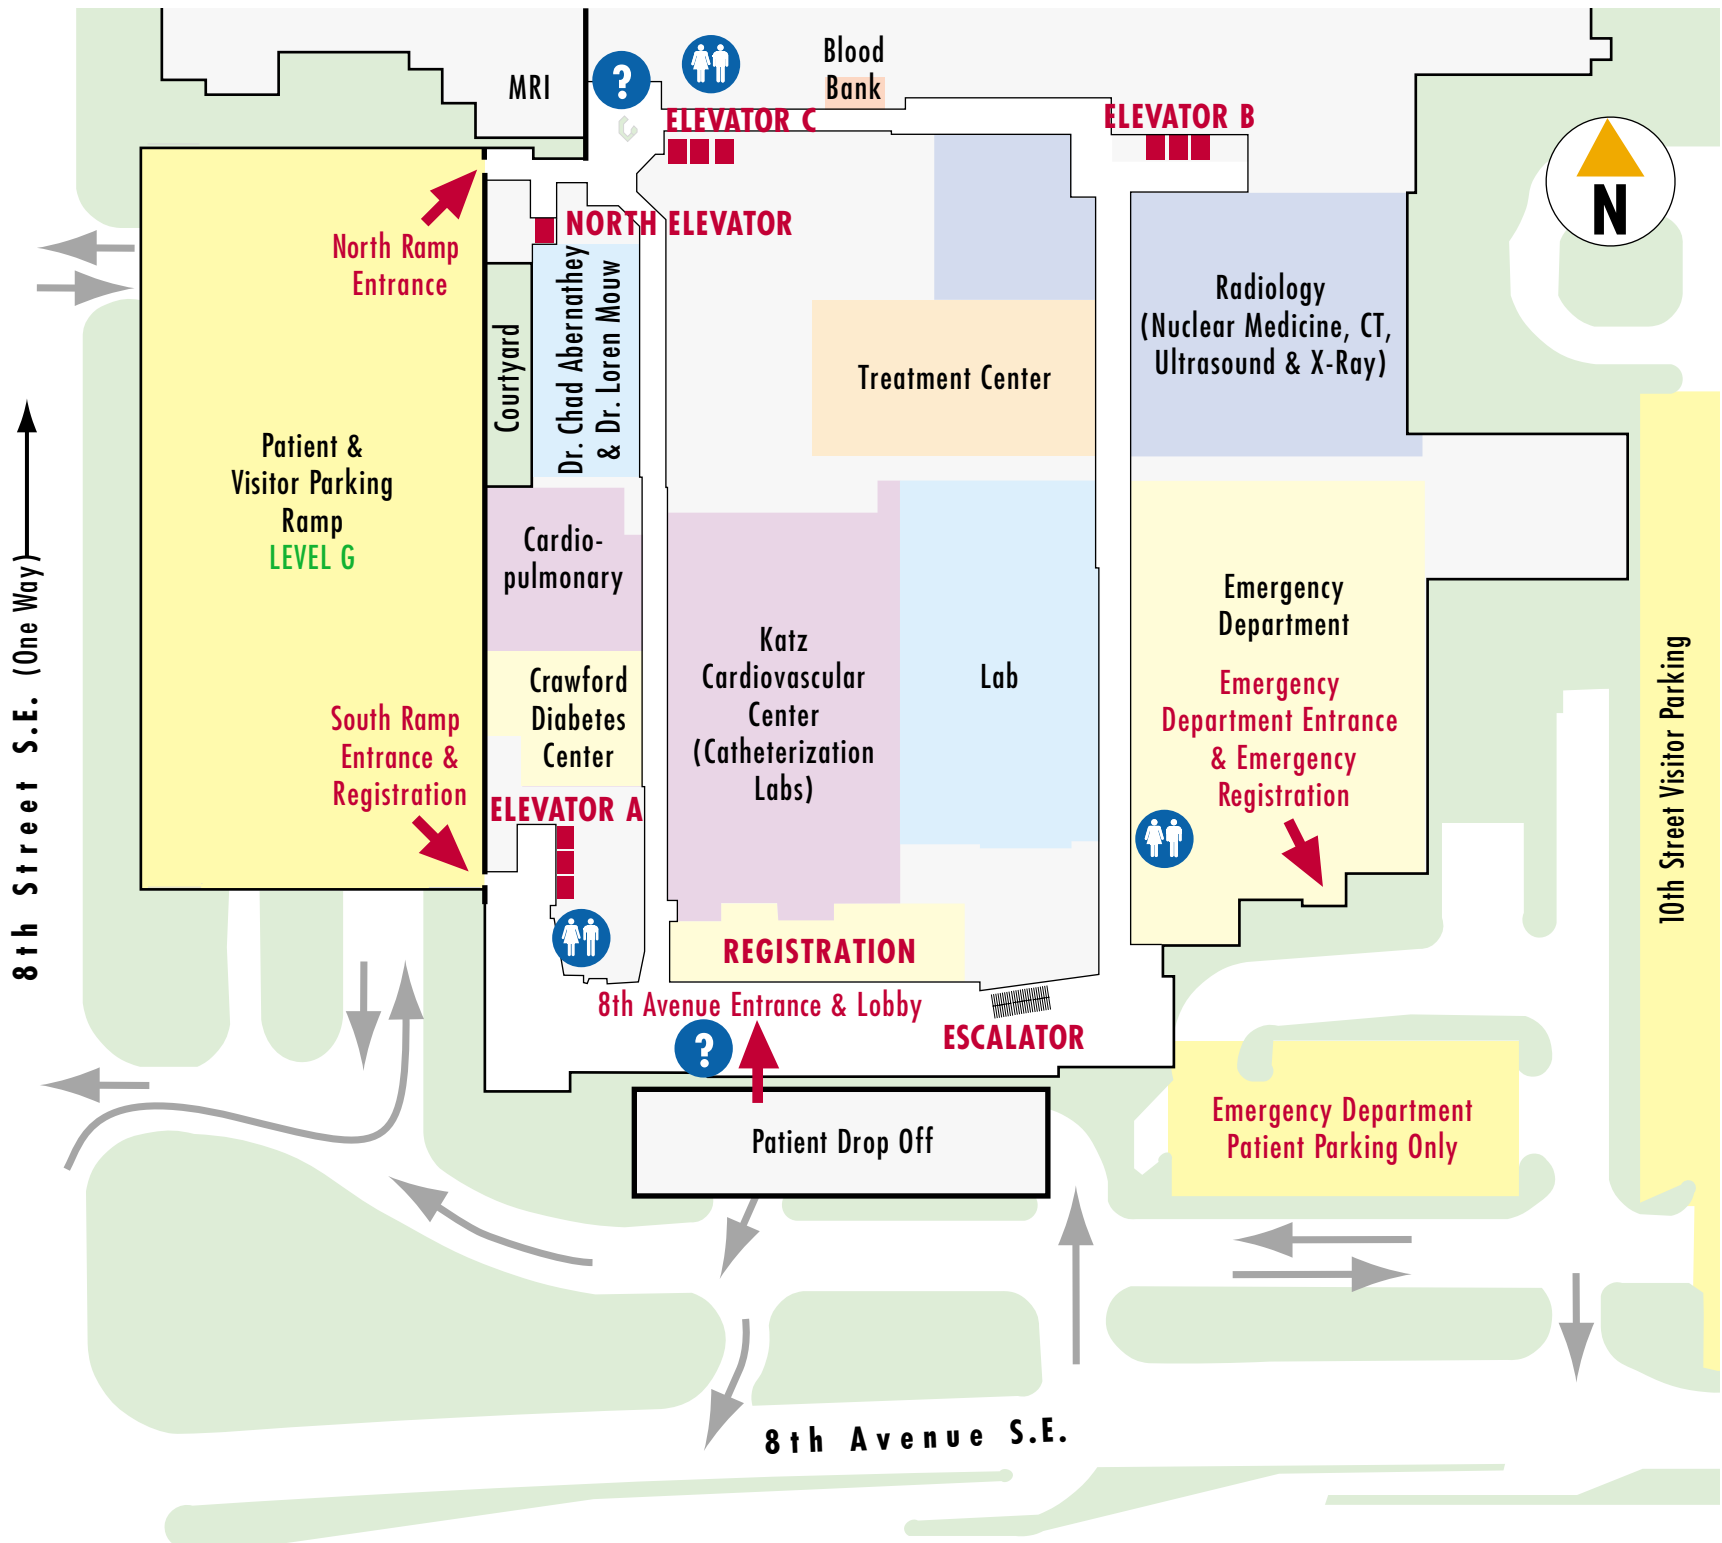 Blood
Bank
MRI
?
ELEVATOR C
ELEVATOR B
N
NORTH ELEVATOR
North Ramp
Entrance
Dr. Chad Abernathey
& Dr. Loren Mouw
Courtyard
Radiology
(Nuclear Medicine, CT,
Ultrasound & X-Ray)
Treatment Center
Patient &
Visitor Parking
Ramp
LEVEL G
Cardio-
pulmonary
Emergency
Department
Katz
Cardiovascular
Center
(Catheterization
Labs)
Lab
Crawford
Diabetes
Center
Emergency
Department Entrance
& Emergency
Registration
South Ramp
Entrance &
Registration
ELEVATOR A
8th Street S.E. (One Way)
10th Street Visitor Parking
REGISTRATION
8th Avenue Entrance & Lobby
?
ESCALATOR
Patient Drop Off
Emergency Department
Patient Parking Only
8th Avenue S.E.